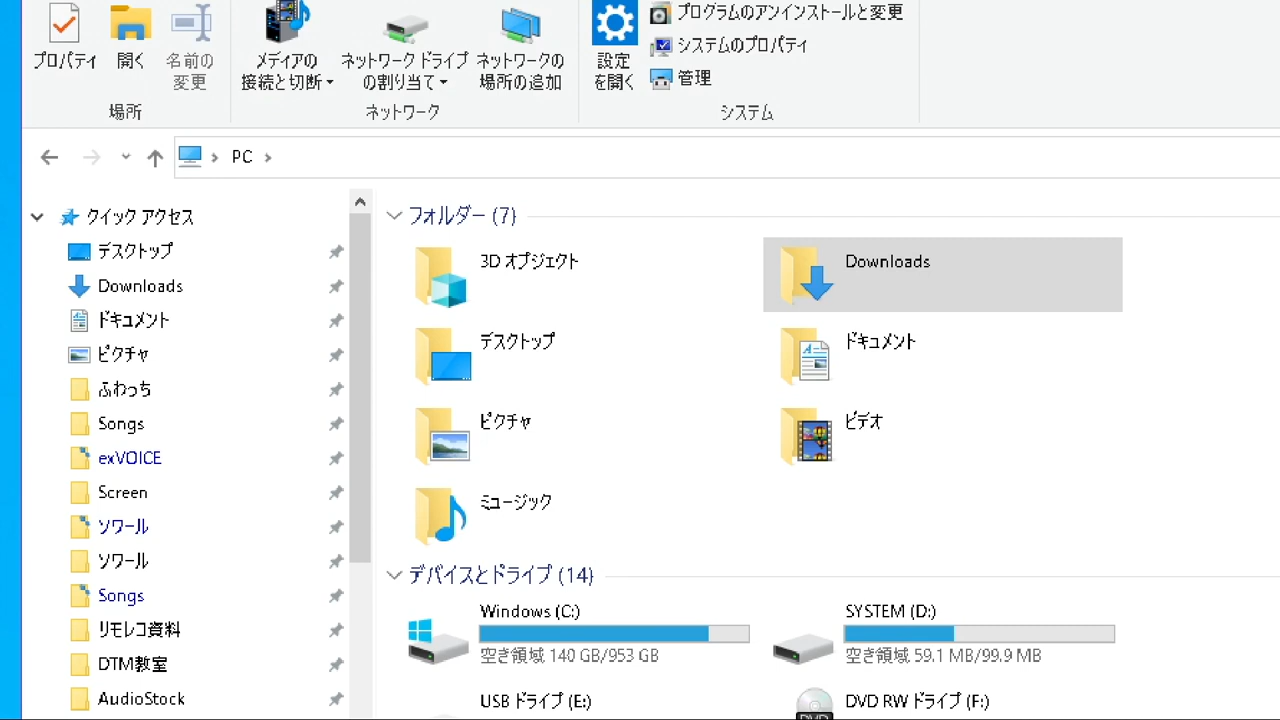 プロパティ
開く
名前の
変更
場所
メディアの
接続と切断
ネットワーク ドライブ
の割り当て
ネットワークの
場所の追加
ネットワーク
設定
を開く
プログラムのアンインストールと変更
システムのプロパティ
管理
システム
PC
クイック アクセス
デスクトップ
Downloads
ドキュメント
ピクチャ
ふわっち
Songs
exVOICE
Screen
ソワール
ソワール
Songs
リモレコ資料
DTM教室
AudioStock
フォルダー (7)
3D オブジェクト
Downloads
デスクトップ
ドキュメント
ピクチャ
ビデオ
ミュージック
デバイスとドライブ (14)
Windows (C:)
空き領域 140 GB/953 GB
SYSTEM (D:)
空き領域 59.1 MB/99.9 MB
USB ドライブ (E:)
DVD RW ドライブ (F:)
DVD